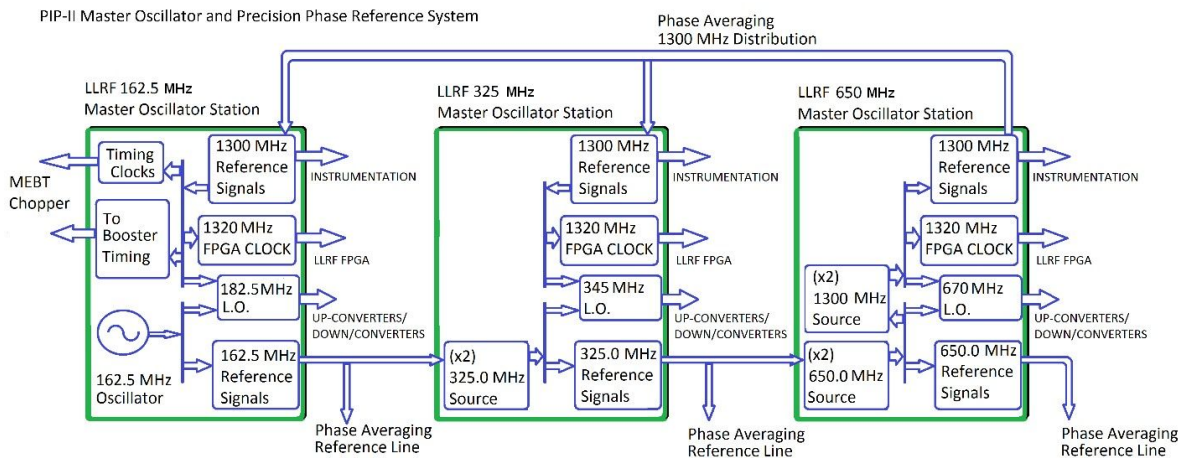 PIP-II Master Oscillator and Precision Phase Reference System
Phase Averaging
1300 MHz Distribution
LLRF 162.5 MHz
Master Oscillator Station
Timing
Clocks
1300 MHz
Reference
Signals
INSTRUMENTATION
MEBT
Chopper
To
Booster
Timing
1320 MHz
FPGA CLOCK
LLRF FPGA
182.5MHz
L.O.
UP-CONVERTERS/
DOWN/CONVERTERS
162.5 MHz
Oscillator
162.5 MHz
Reference
Signals
Phase Averaging
Reference Line
LLRF 325 MHz
Master Oscillator Station
1300 MHz
Reference
Signals
INSTRUMENTATION
1320 MHz
FPGA CLOCK
LLRF FPGA
345 MHz
L.O.
UP-CONVERTERS/
DOWN/CONVERTERS
(x2)
325.0 MHz
Source
325.0 MHz
Reference
Signals
Phase Averaging
Reference Line
LLRF 650 MHz
Master Oscillator Station
1300 MHz
Reference
Signals
INSTRUMENTATION
1320 MHz
FPGA CLOCK
LLRF FPGA
(x2)
1300 MHz
Source
670 MHz
L.O.
UP-CONVERTERS/
DOWN/CONVERTERS
(x2)
650.0 MHz
Source
650.0 MHz
Reference
Signals
Phase Averaging
Reference Line